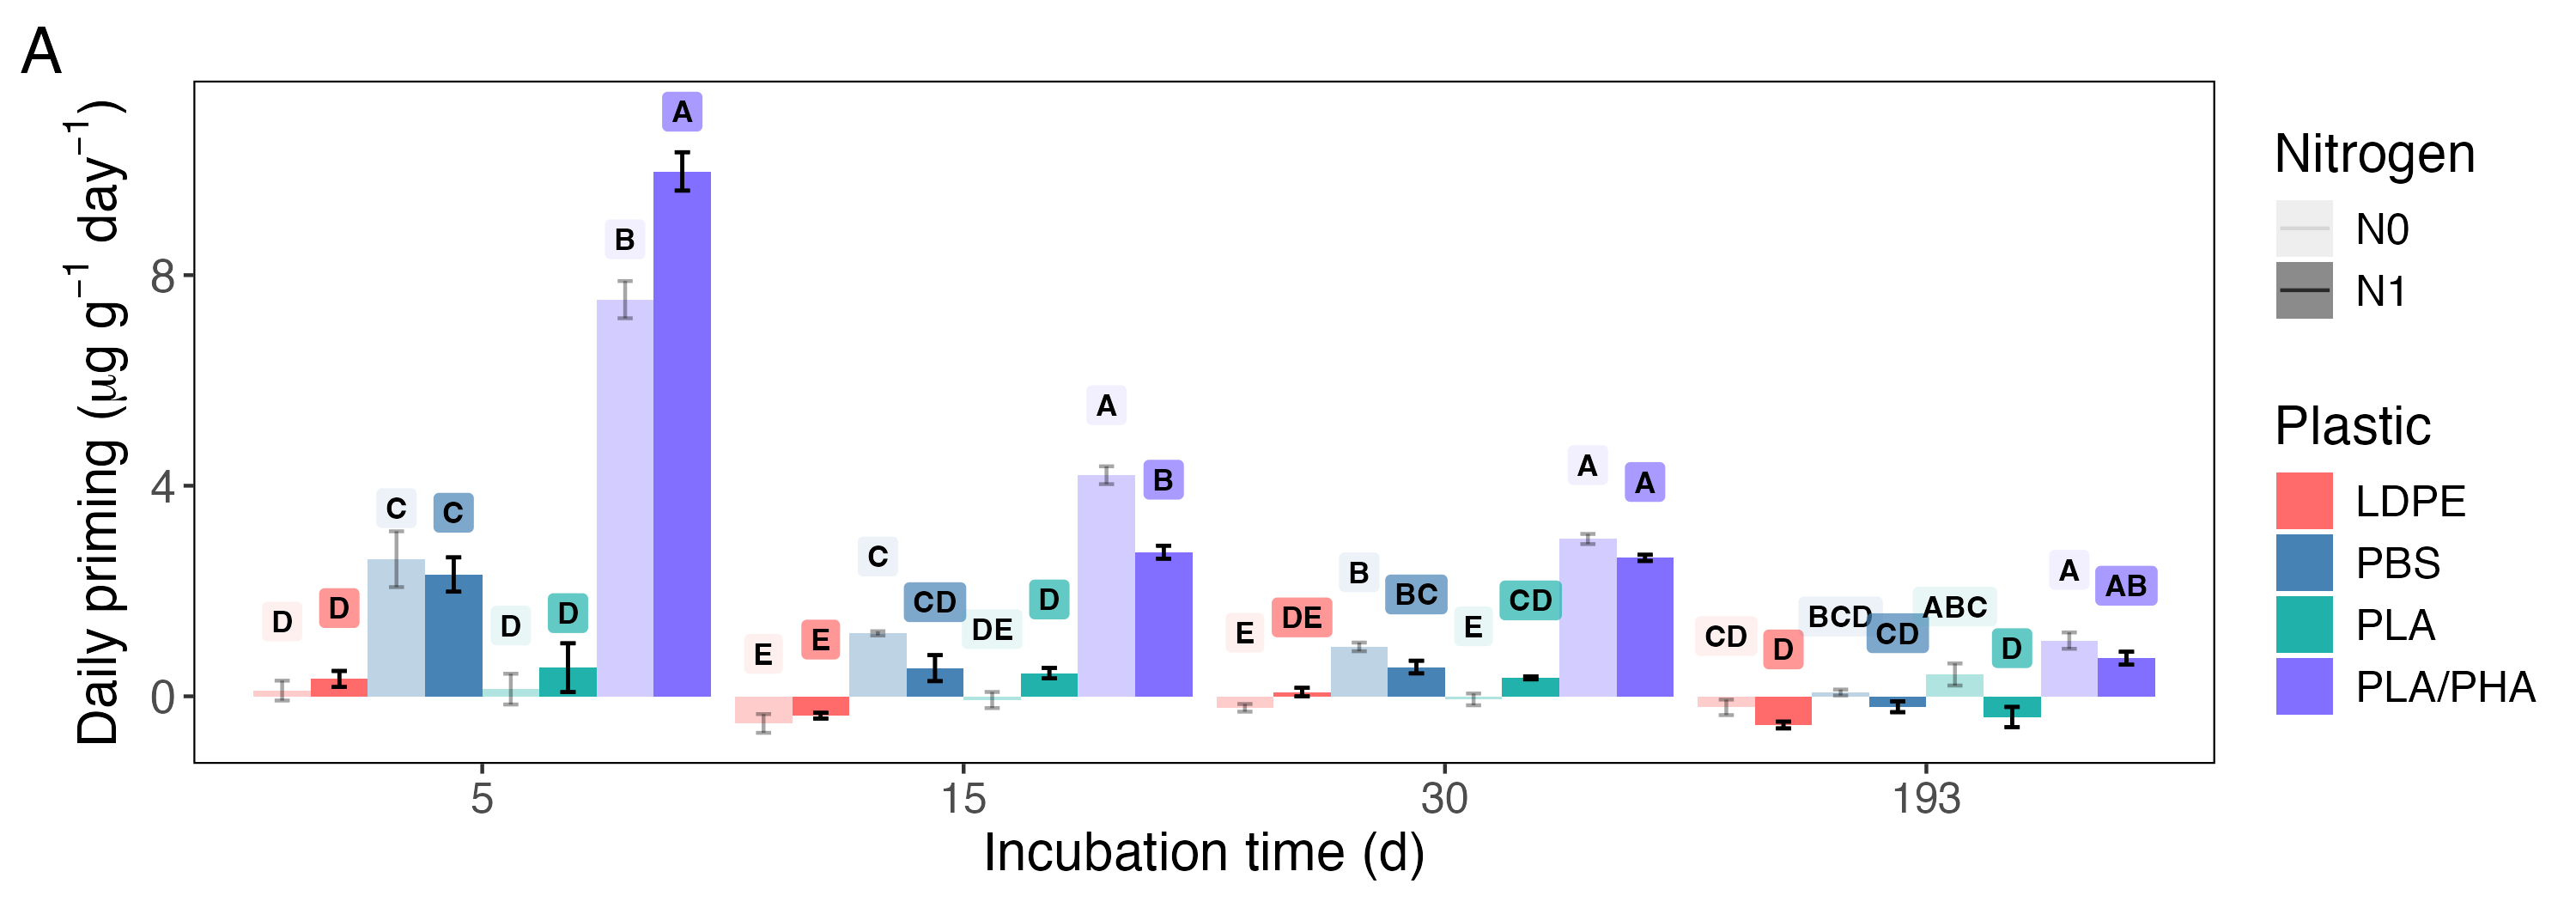 A
Daily priming (µg g⁻¹ day⁻¹)
8
4
0
D D C C D D B A
E E C CD DE D A B
E DE B BC E CD A A
CD D BCD CD ABC D A AB
5 15 30 193
Incubation time (d)
Nitrogen
N0
N1
Plastic
LDPE
PBS
PLA
PLA/PHA